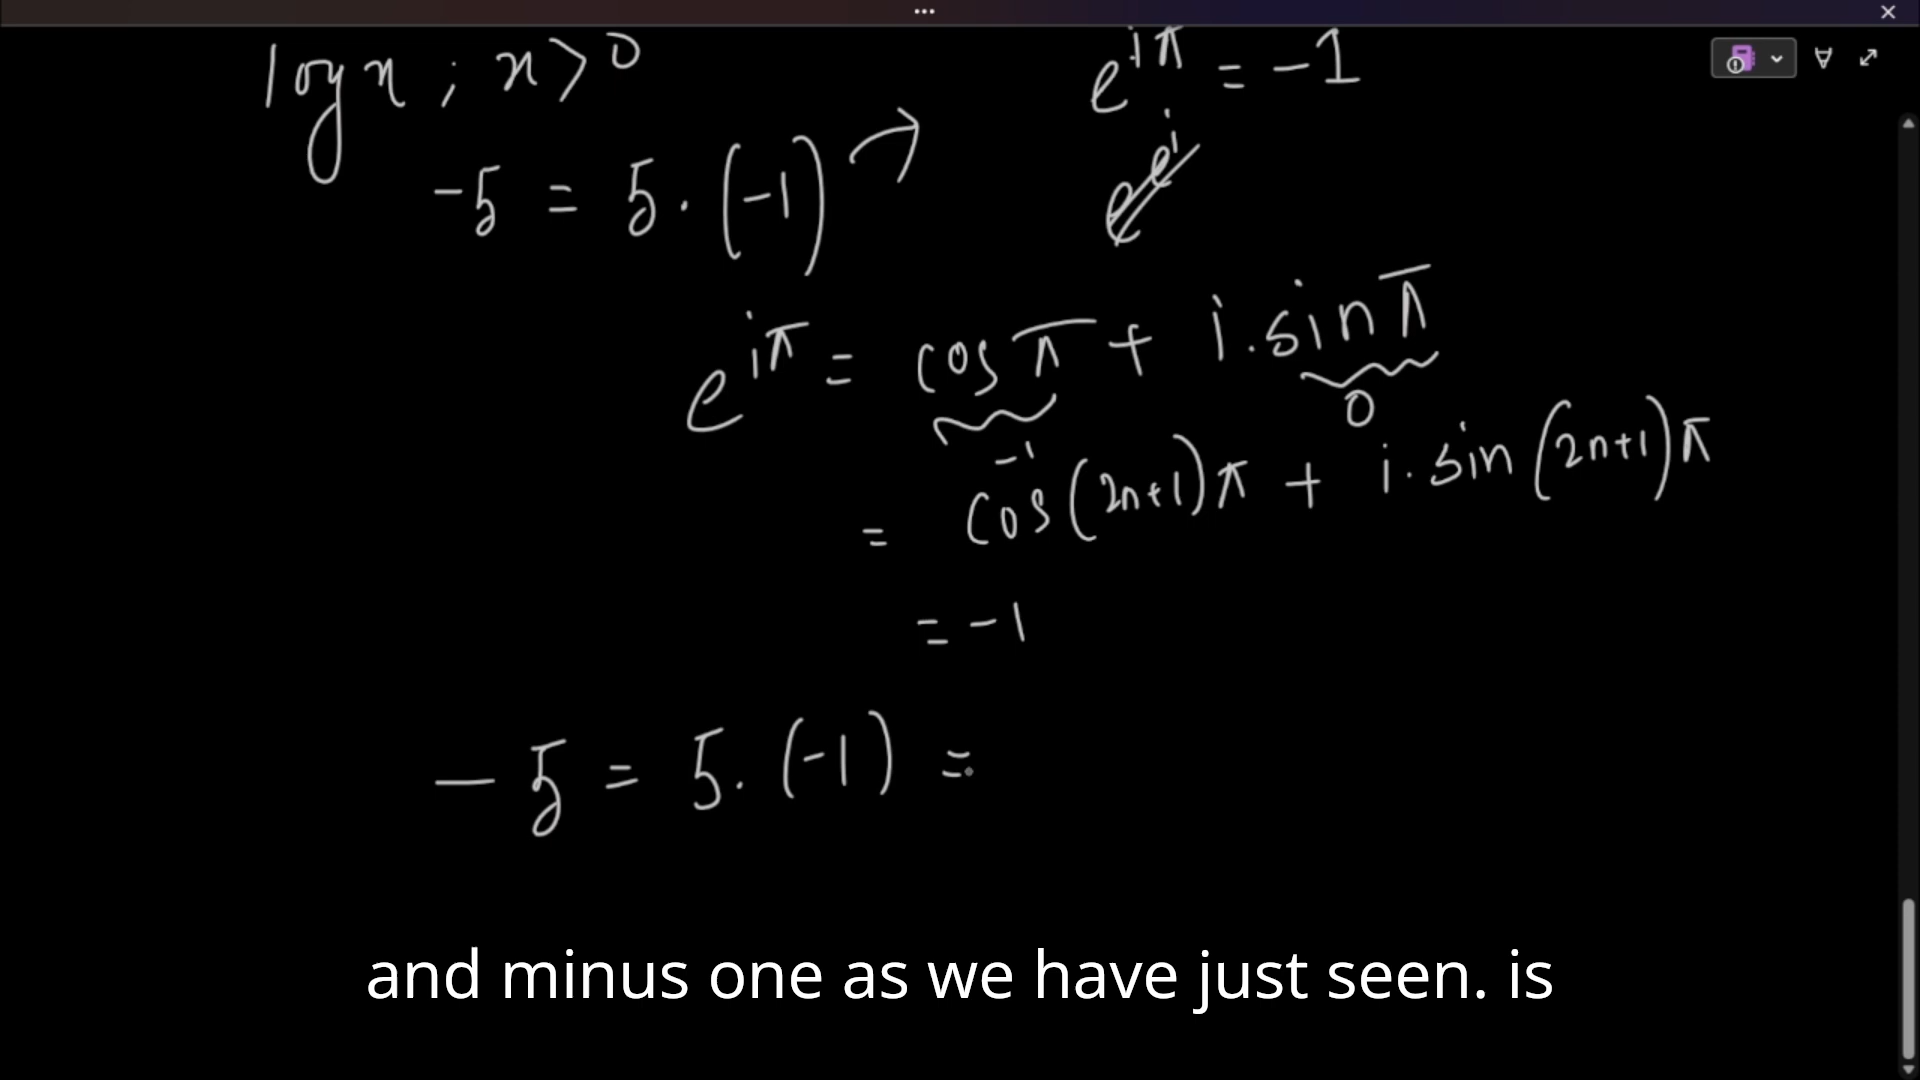 log x ; x > 0
e^{iπ} = -1
-5 = 5 · (-1)
e^{iπ} = cos π + i · sin π
-1
0
= cos (2n+1) π + i · sin (2n+1) π
= -1
- 5 = 5 · (-1) =
and minus one as we have just seen. is